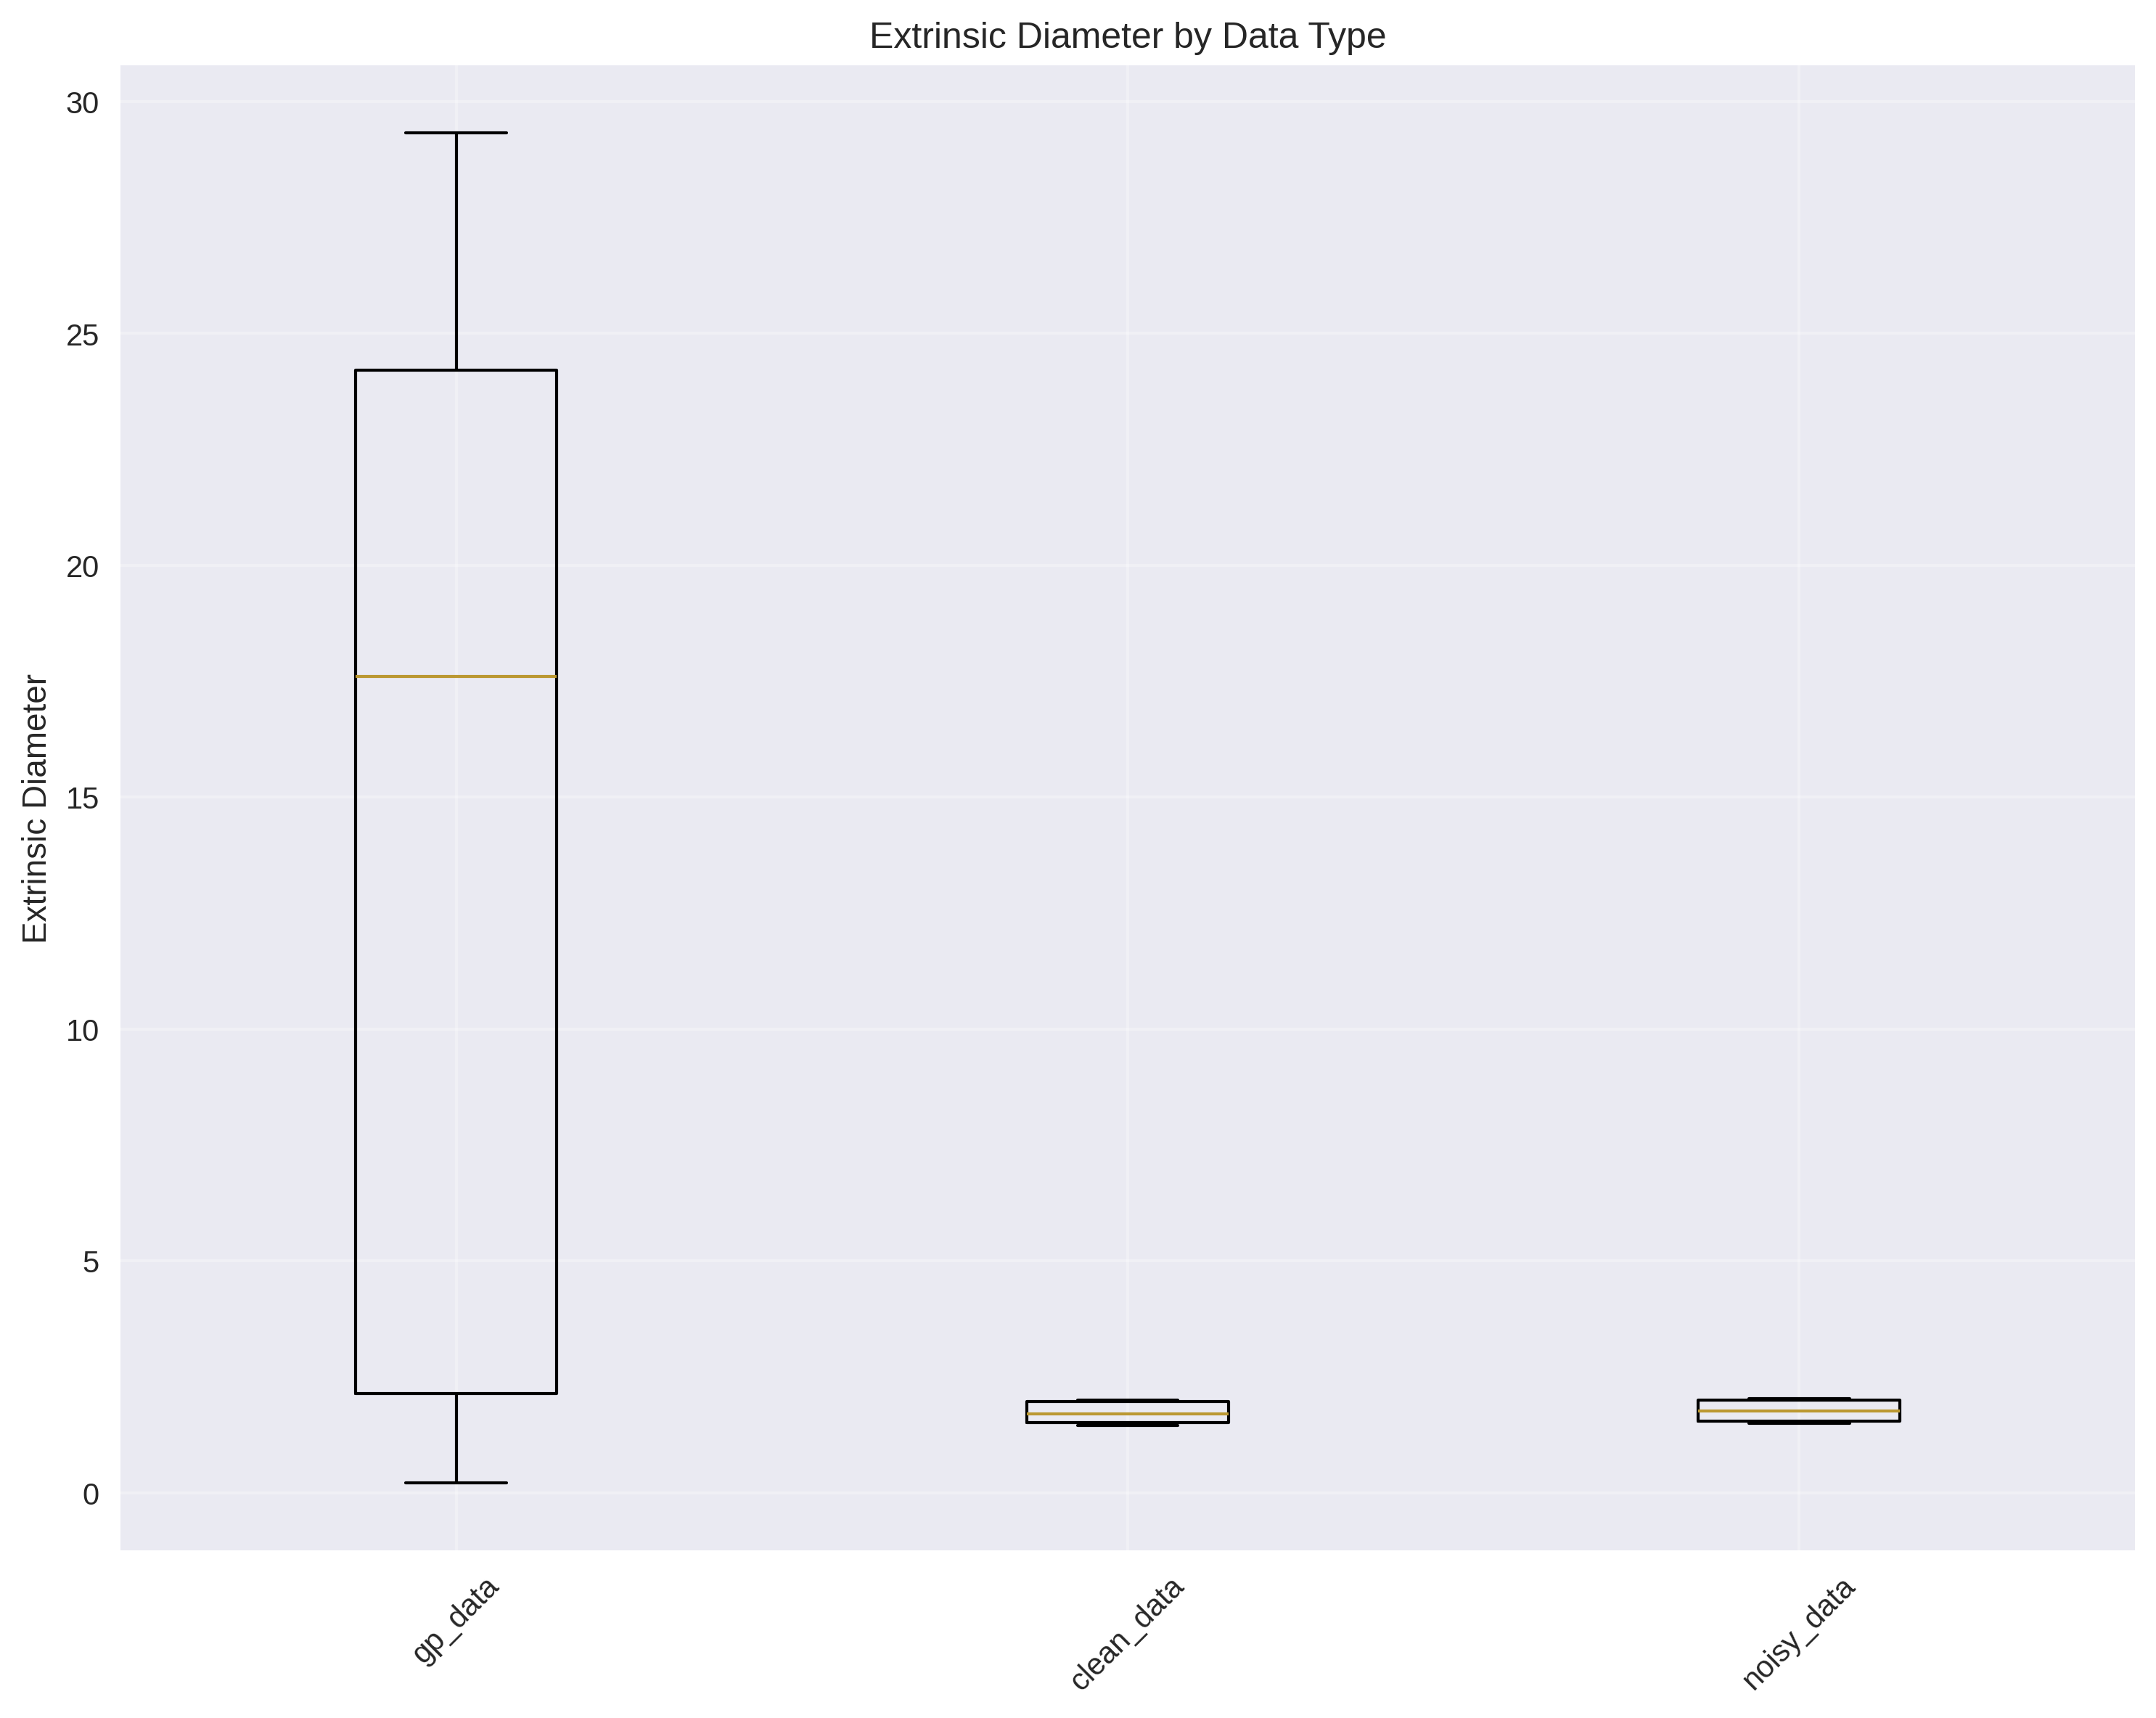 Extrinsic Diameter by Data Type
Extrinsic Diameter
30
25
20
15
10
5
0
gp_data
clean_data
noisy_data